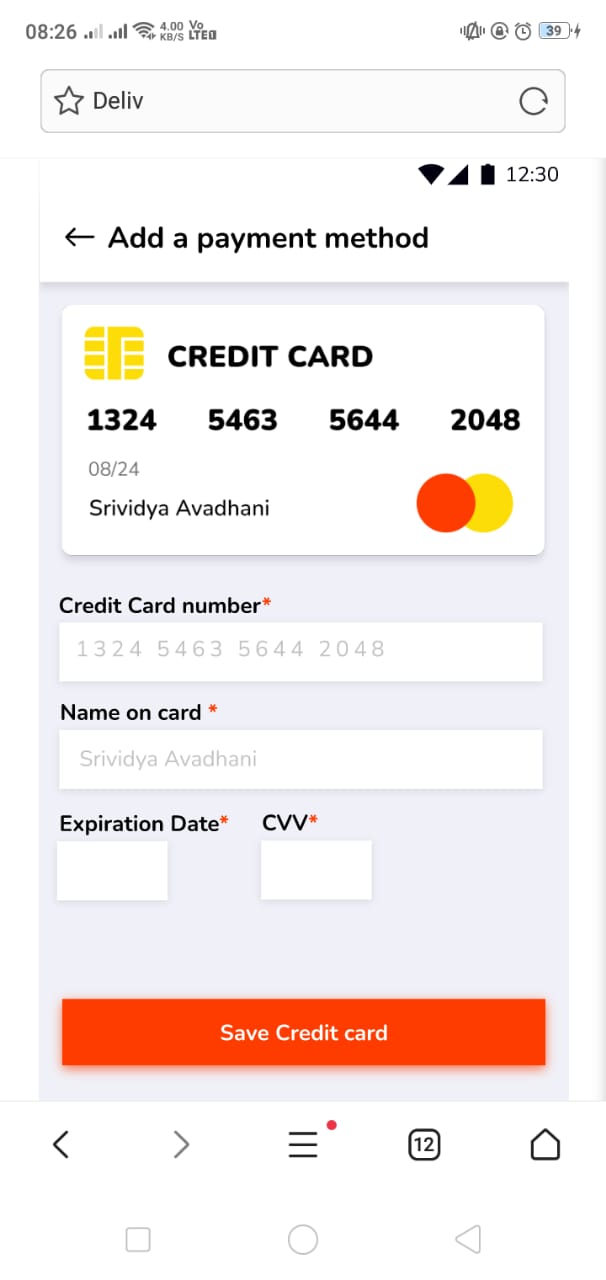 08:26 4.00 KB/S Vo LTE 39
Deliv
12:30
Add a payment method
CREDIT CARD
1324 5463 5644 2048
08/24
Srividya Avadhani
Credit Card number*
1324 5463 5644 2048
Name on card *
Srividya Avadhani
Expiration Date* CVV*
Save Credit card
12